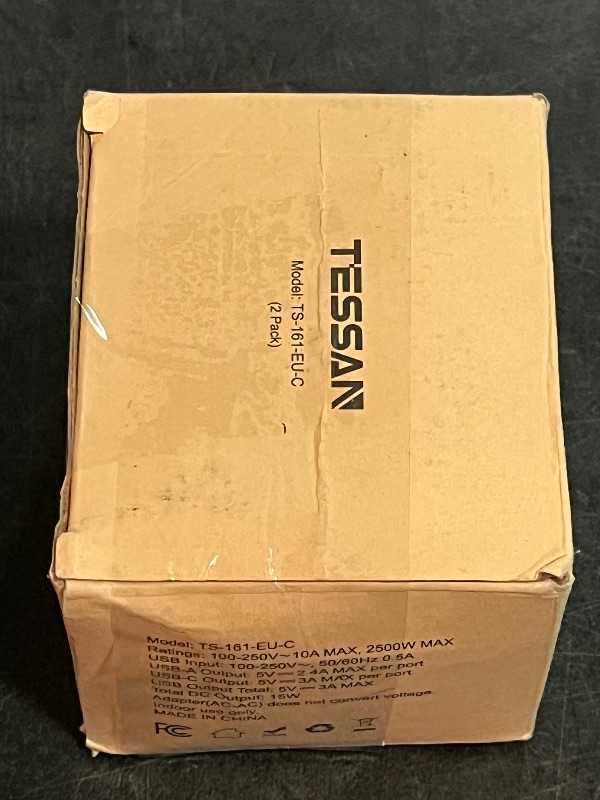 TESSAN
Model: TS-161-EU-C
(2 Pack)
Model: TS-161-EU-C
Ratings: 100-250V~10A MAX, 2500W MAX
USB Input: 100-250V~, 50/60Hz 0.5A
USB-A Output: 5V⎓2.4A MAX per port
USB-C Output: 5V⎓3A MAX per port
USB Output Total: 5V⎓3A MAX
Total DC Output: 15W
Adapter(AC-AC) does not convert voltage.
Indoor use only.
MADE IN CHINA
FC